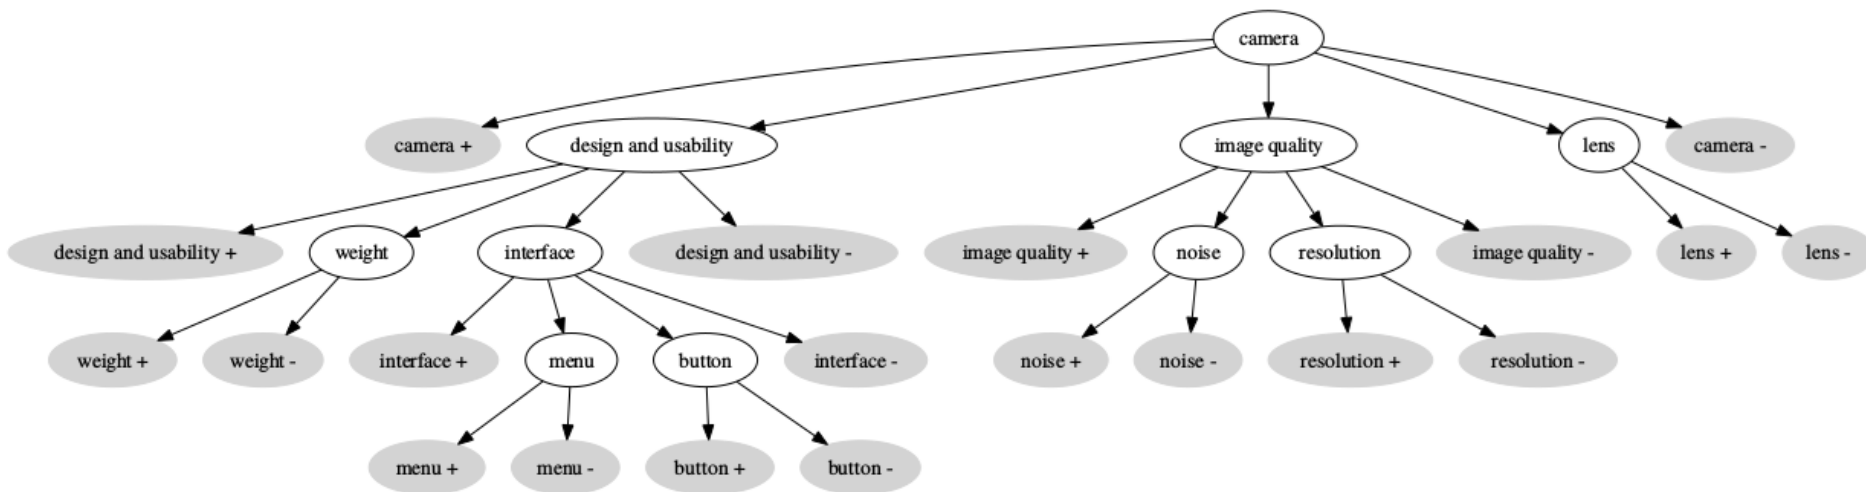 camera
camera +
design and usability
image quality
lens
camera -
design and usability +
weight
interface
design and usability -
image quality +
noise
resolution
image quality -
lens +
lens -
weight +
weight -
interface +
menu
button
interface -
noise +
noise -
resolution +
resolution -
menu +
menu -
button +
button -